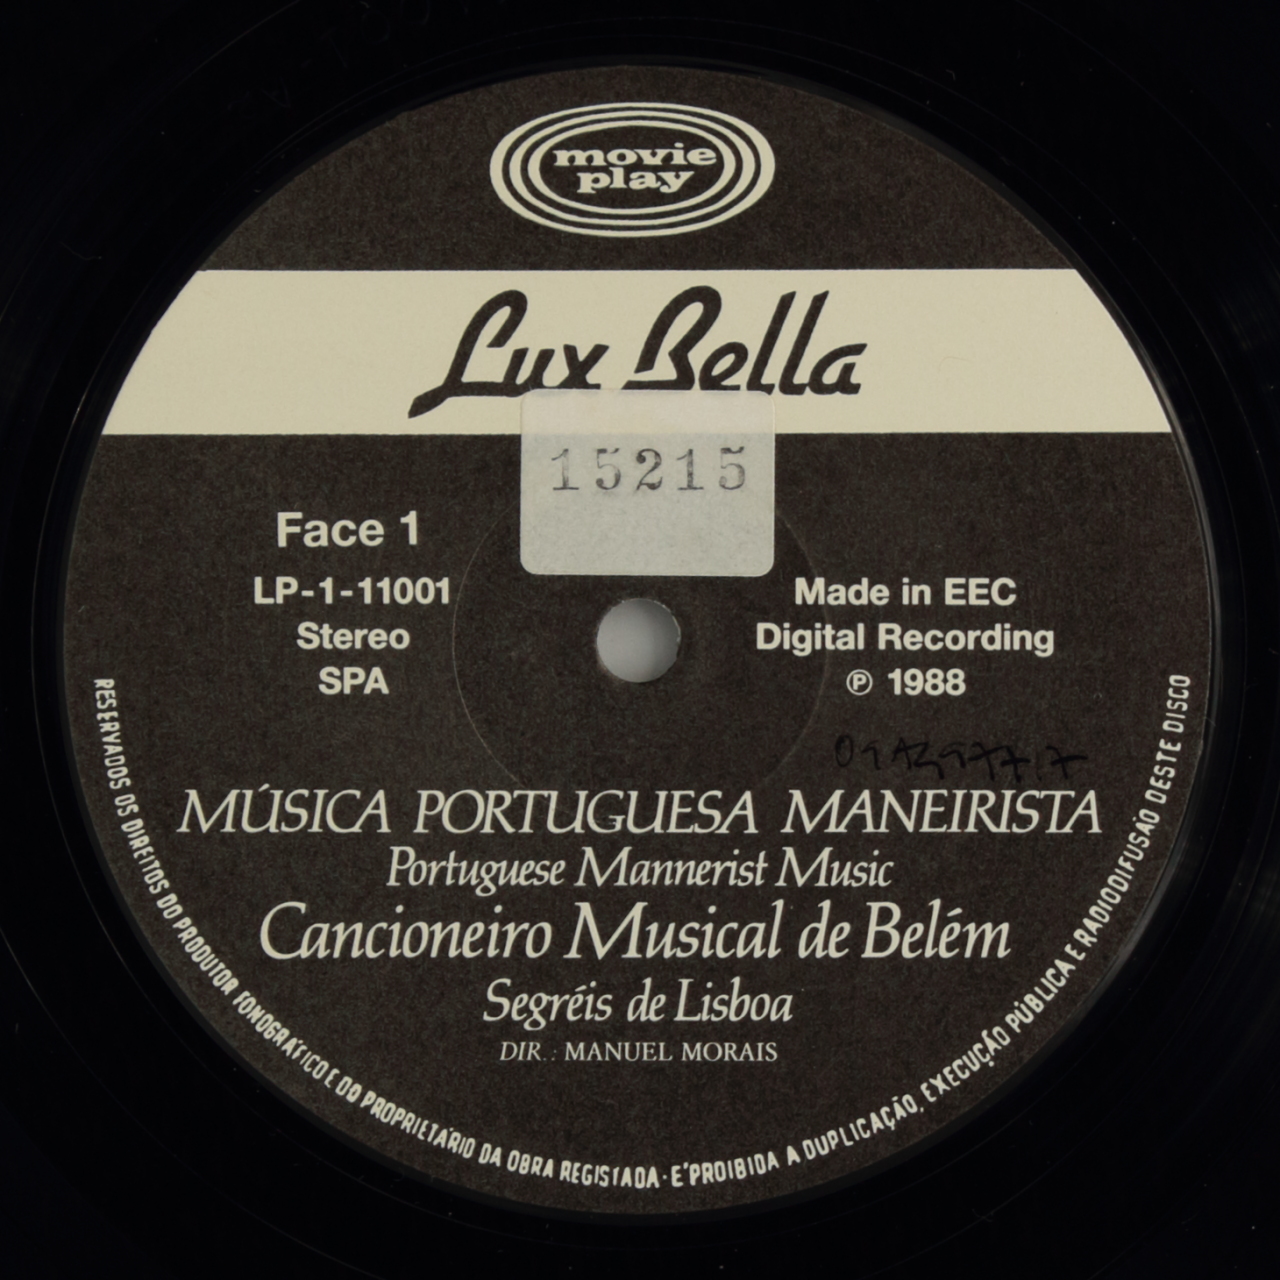 movie
play
Lux Bella
15215
Face 1
LP-1-11001
Stereo
SPA
Made in EEC
Digital Recording
℗ 1988
MÚSICA PORTUGUESA MANEIRISTA
Portuguese Mannerist Music
Cancioneiro Musical de Belém
Segréis de Lisboa
DIR.: MANUEL MORAIS
RESERVADOS OS DIREITOS DO PRODUTOR FONOGRÁFICO E DO PROPRIETÁRIO DA OBRA REGISTADA · E' PROIBIDA A DUPLICAÇÃO, EXECUÇÃO PÚBLICA E RADIODIFUSÃO DESTE DISCO